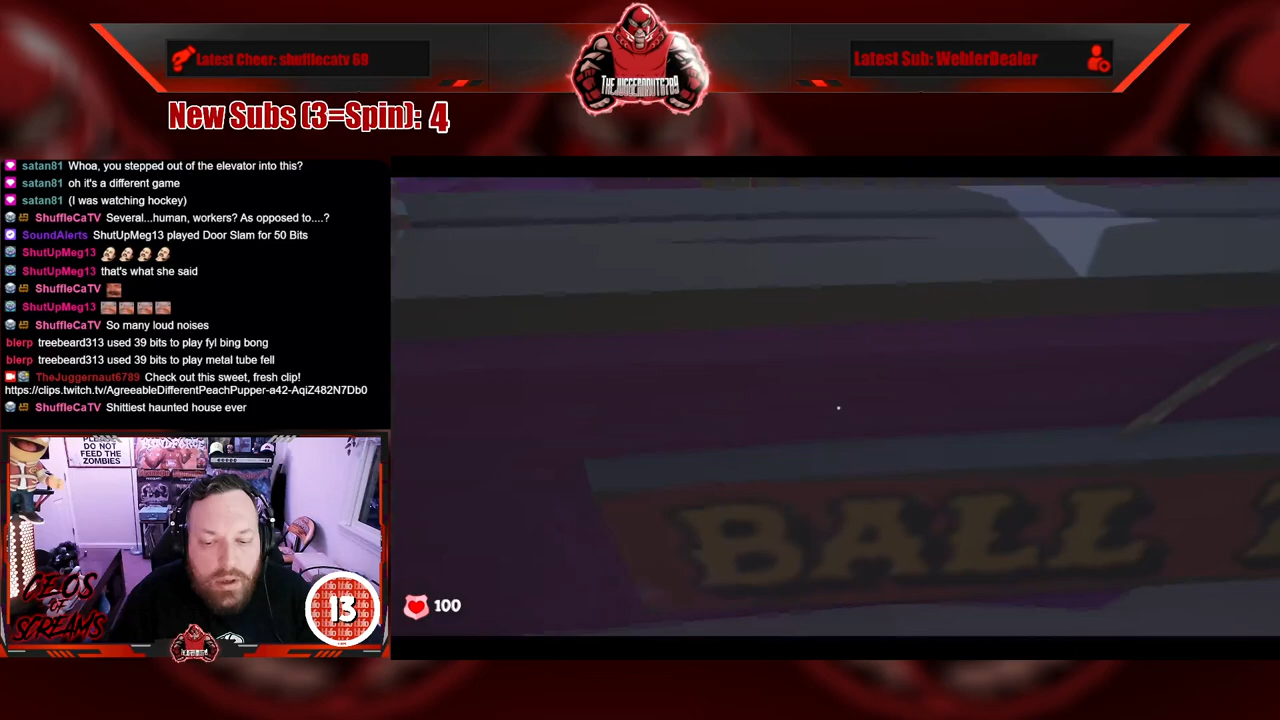 Latest Cheer: shufflecatv 69
THEJUGGERNAUT6789
Latest Sub: WehlerDealer
New Subs (3=Spin): 4
satan81 Whoa, you stepped out of the elevator into this?
satan81 oh it's a different game
satan81 (I was watching hockey)
ShuffleCaTV Several...human, workers? As opposed to....?
SoundAlerts ShutUpMeg13 played Door Slam for 50 Bits
ShutUpMeg13
ShutUpMeg13 that's what she said
ShuffleCaTV
ShutUpMeg13
ShuffleCaTV So many loud noises
blerp treebeard313 used 39 bits to play fyl bing bong
blerp treebeard313 used 39 bits to play metal tube fell
TheJuggernaut6789 Check out this sweet, fresh clip!
https://clips.twitch.tv/AgreeableDifferentPeachPupper-a42-AqiZ482N7Db0
ShuffleCaTV Shittiest haunted house ever
PLEASE
DO NOT
FEED THE
ZOMBIES
CEOS
OF
SCREAMS
13
BALL
100